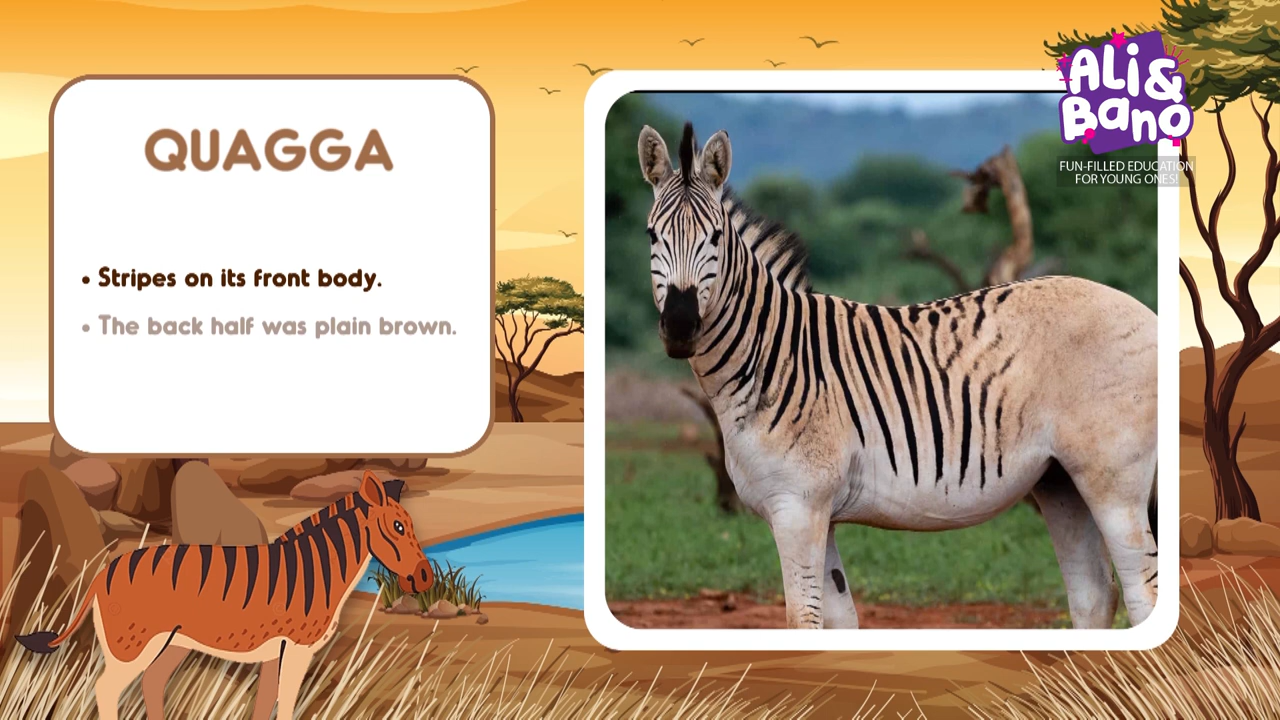 QUAGGA
• Stripes on its front body.
• The back half was plain brown.
Ali &
Bano
FUN-FILLED EDUCATION
FOR YOUNG ONES!